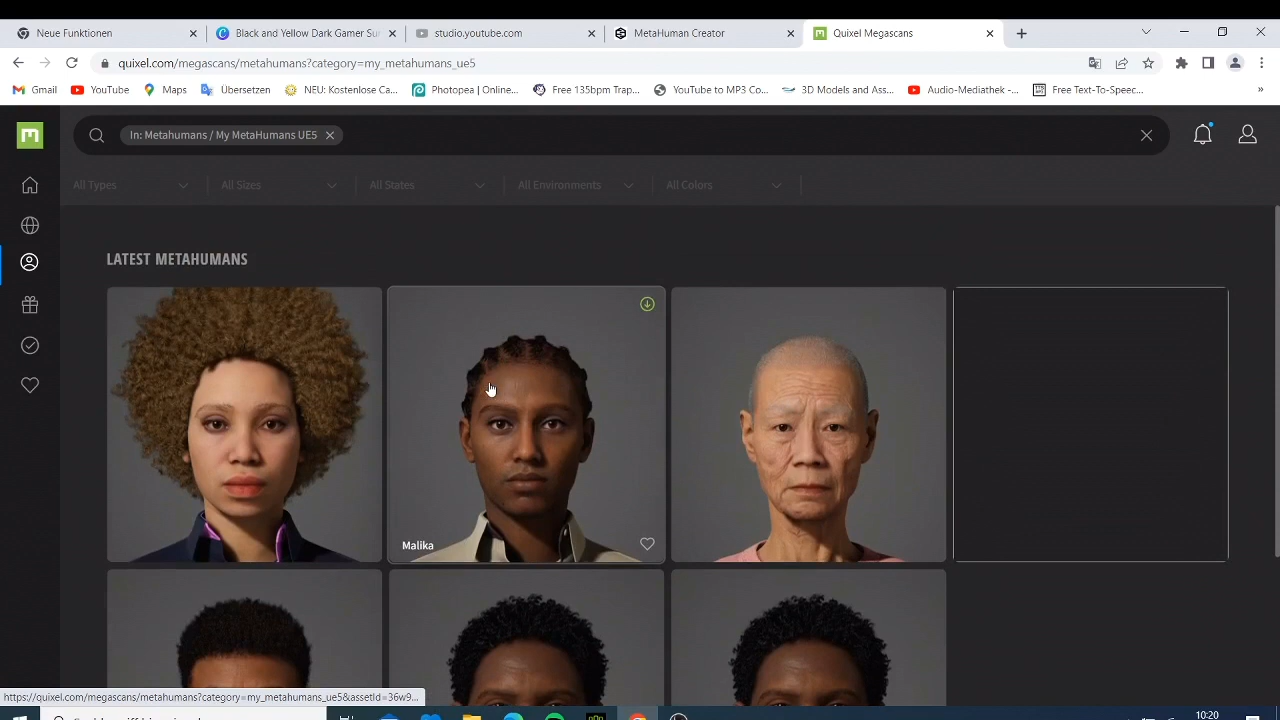 Neue Funktionen
Black and Yellow Dark Gamer Su
studio.youtube.com
MetaHuman Creator
Quixel Megascans
quixel.com/megascans/metahumans?category=my_metahumans_ue5
Gmail
YouTube
Maps
Übersetzen
NEU: Kostenlose Ca...
Photopea | Online...
Free 135bpm Trap...
YouTube to MP3 Co...
3D Models and Ass...
Audio-Mediathek -...
Free Text-To-Speec...
»
In: Metahumans / My MetaHumans UE5
All Types
All Sizes
All States
All Environments
All Colors
LATEST METAHUMANS
Malika
https://quixel.com/megascans/metahumans?category=my_metahumans_ue5&assetId=36w9...
10:20